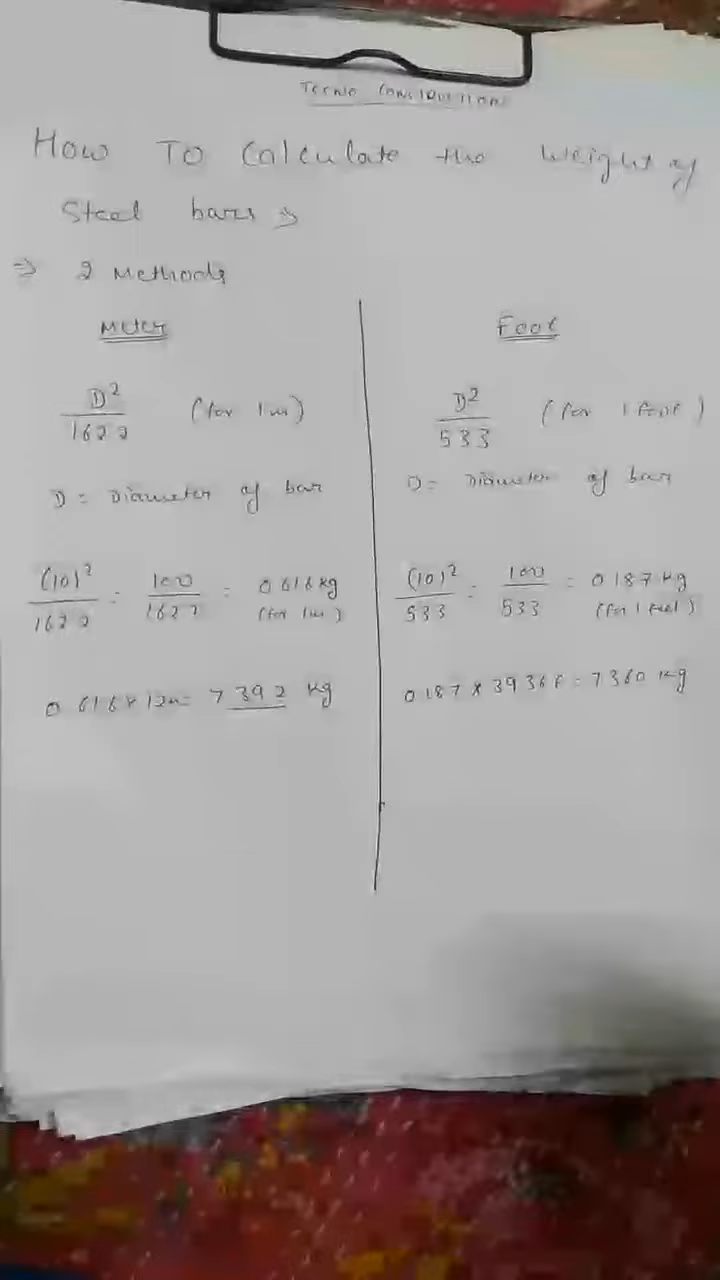 TECNO CONSTRUCTION
HOW TO Calculate the Weight of
Steel bars ⇒
⇒ 2 Methods
Meter
D²/1622 (for 1m)
D = Diameter of bar
(10)²/1622 = 100/1622 = 0.616 kg
(for 1m)
0.616 x 12m = 7.392 kg
Foot
D²/533 (for 1 foot)
D = Diameter of bar
(10)²/533 = 100/533 = 0.187 kg
(for 1 feet)
0.187 x 39.36 F = 7.360 kg